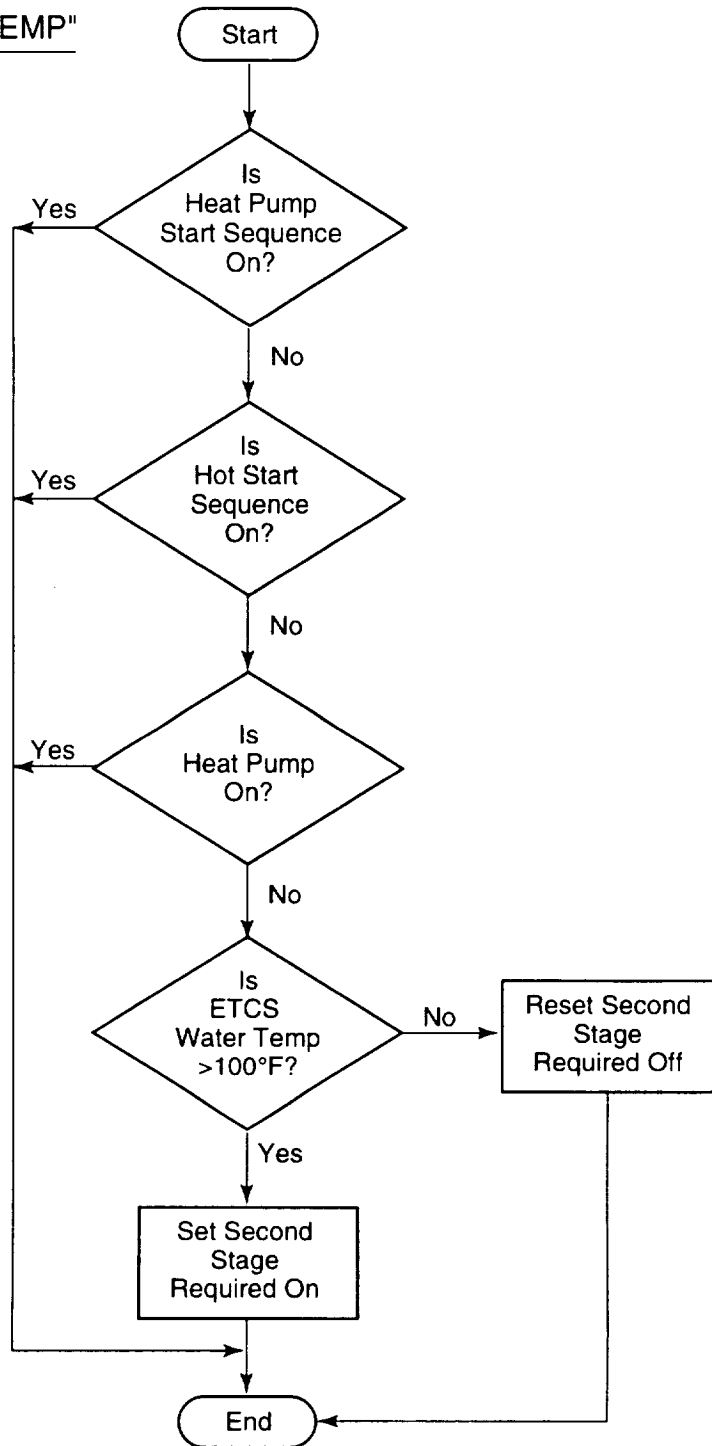 EMP"
Start
Is
Heat Pump
Start Sequence
On?
Yes
No
Is
Hot Start
Sequence
On?
Yes
No
Is
Heat Pump
On?
Yes
No
Is
ETCS
Water Temp
>100°F?
No
Reset Second
Stage
Required Off
Yes
Set Second
Stage
Required On
End